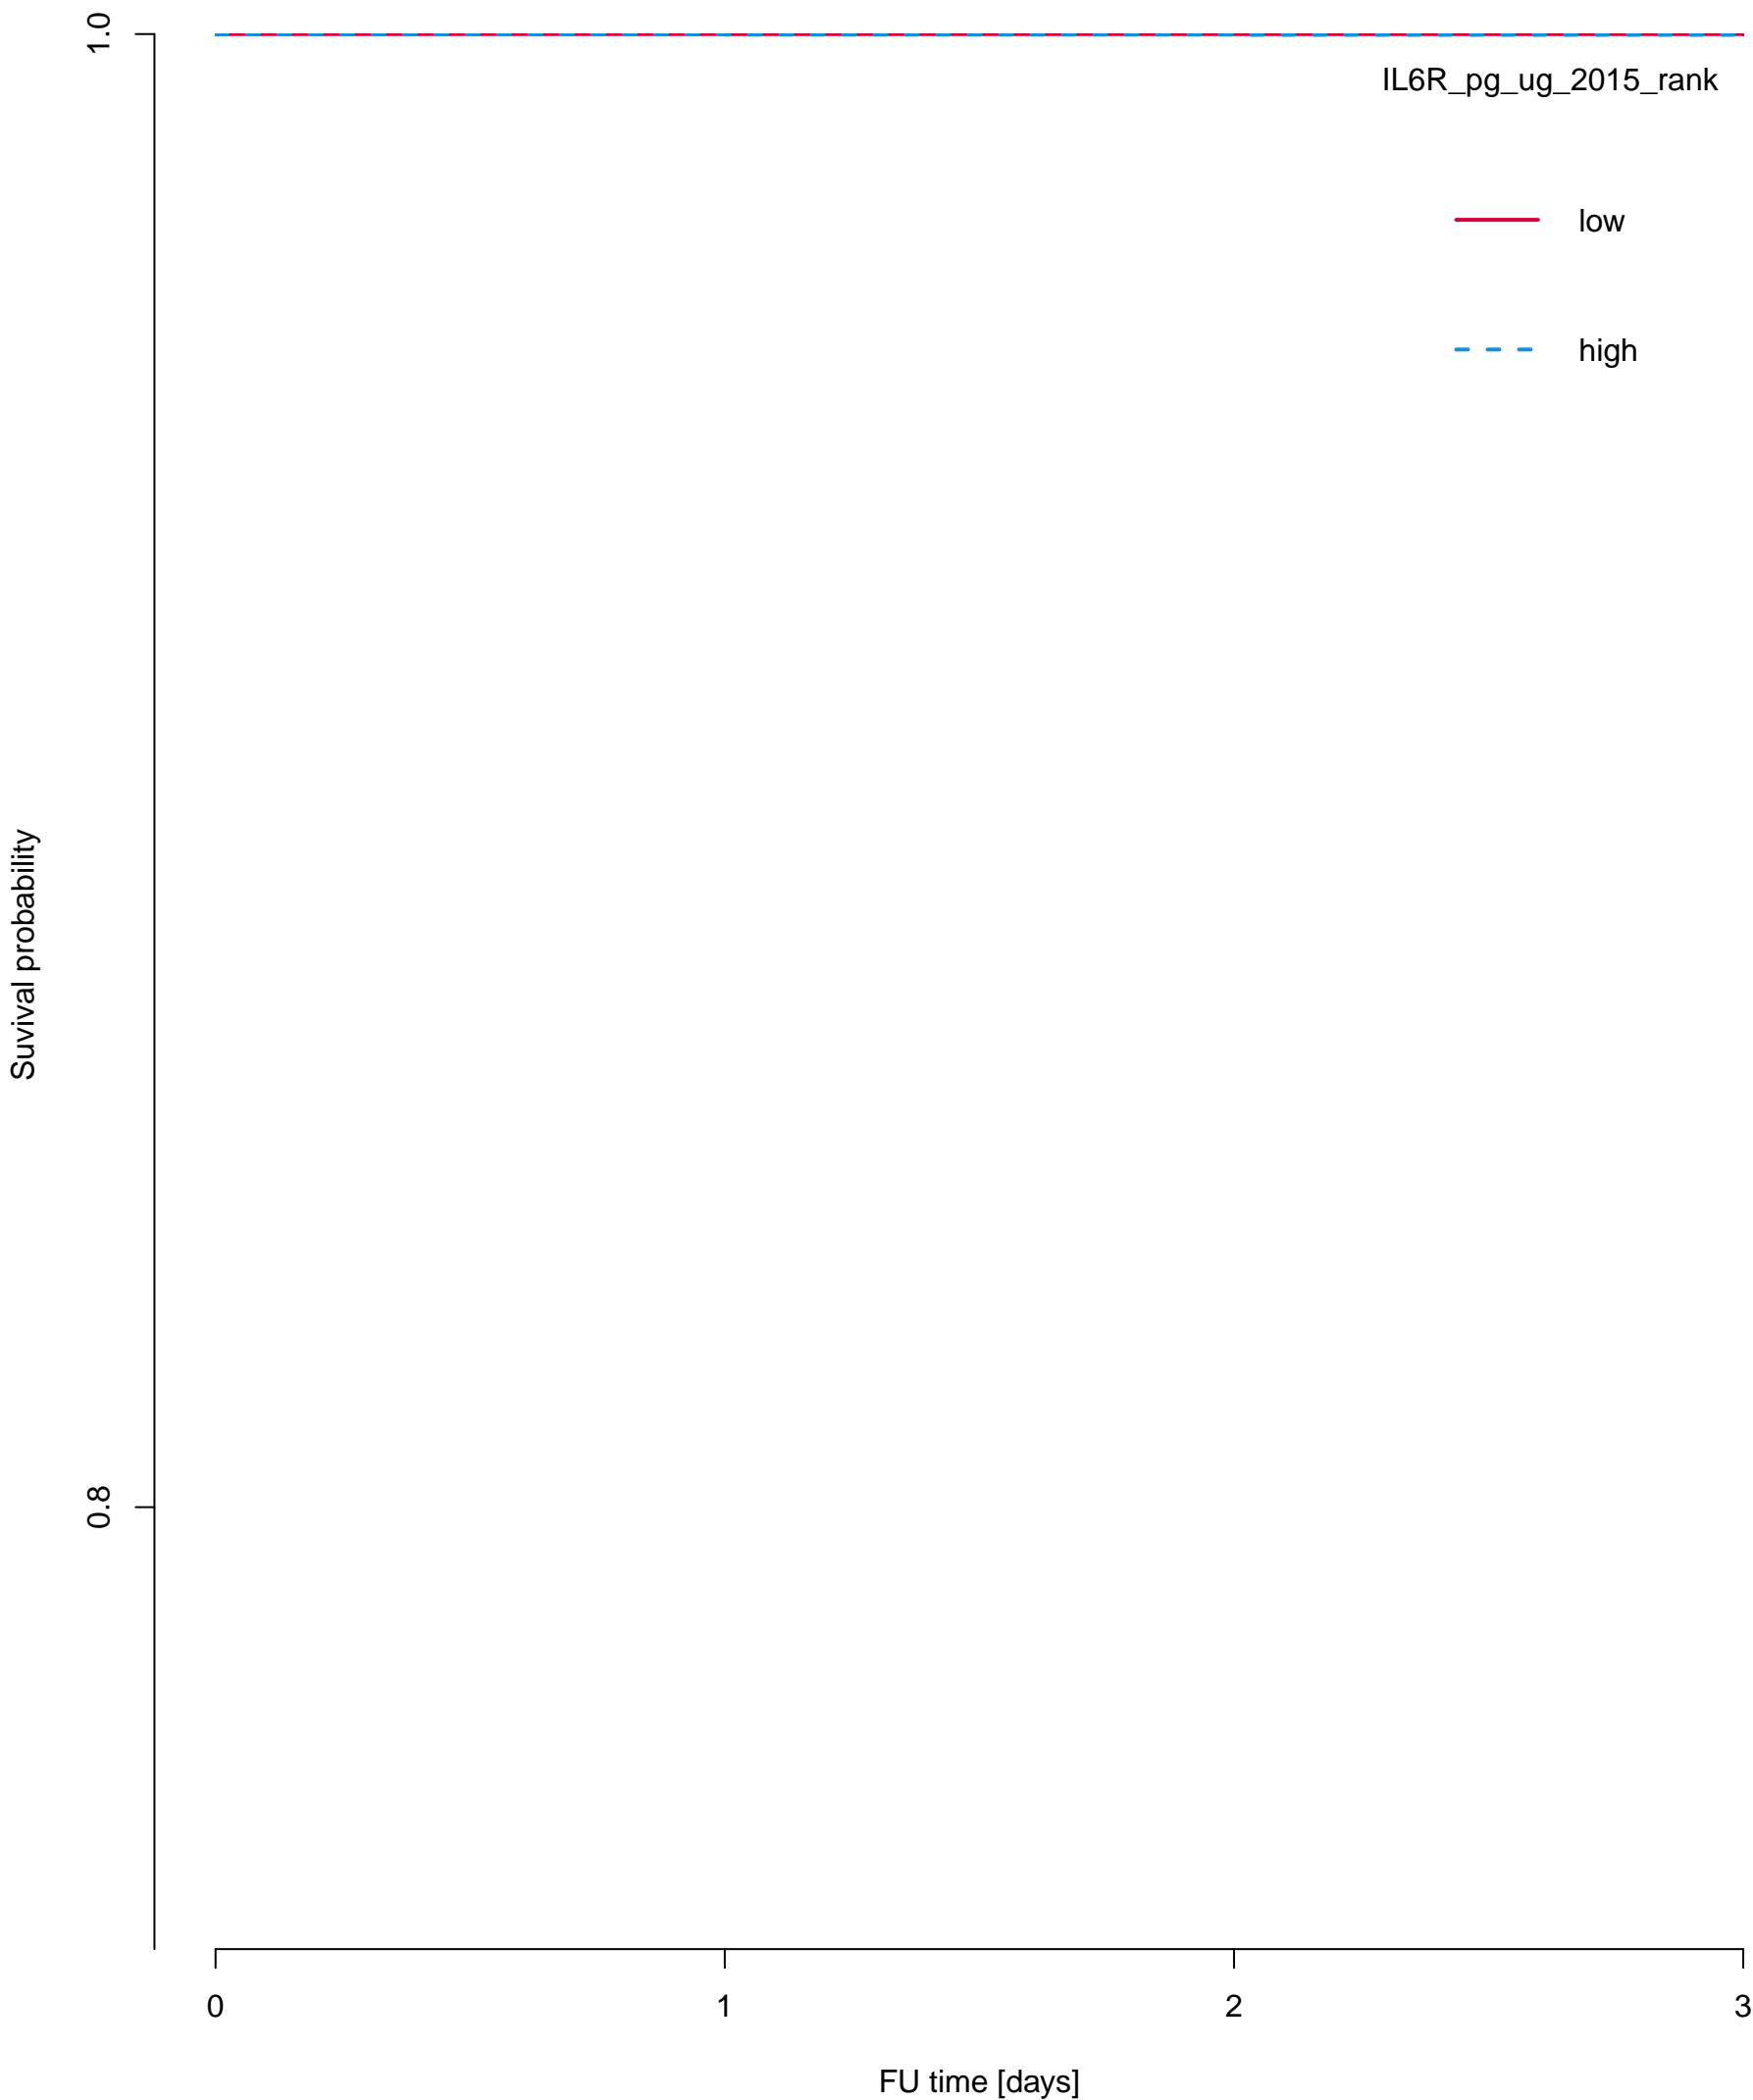 1.0
IL6R_pg_ug_2015_rank
low
high
Suvival probability
0.8
0 1 2 3
FU time [days]